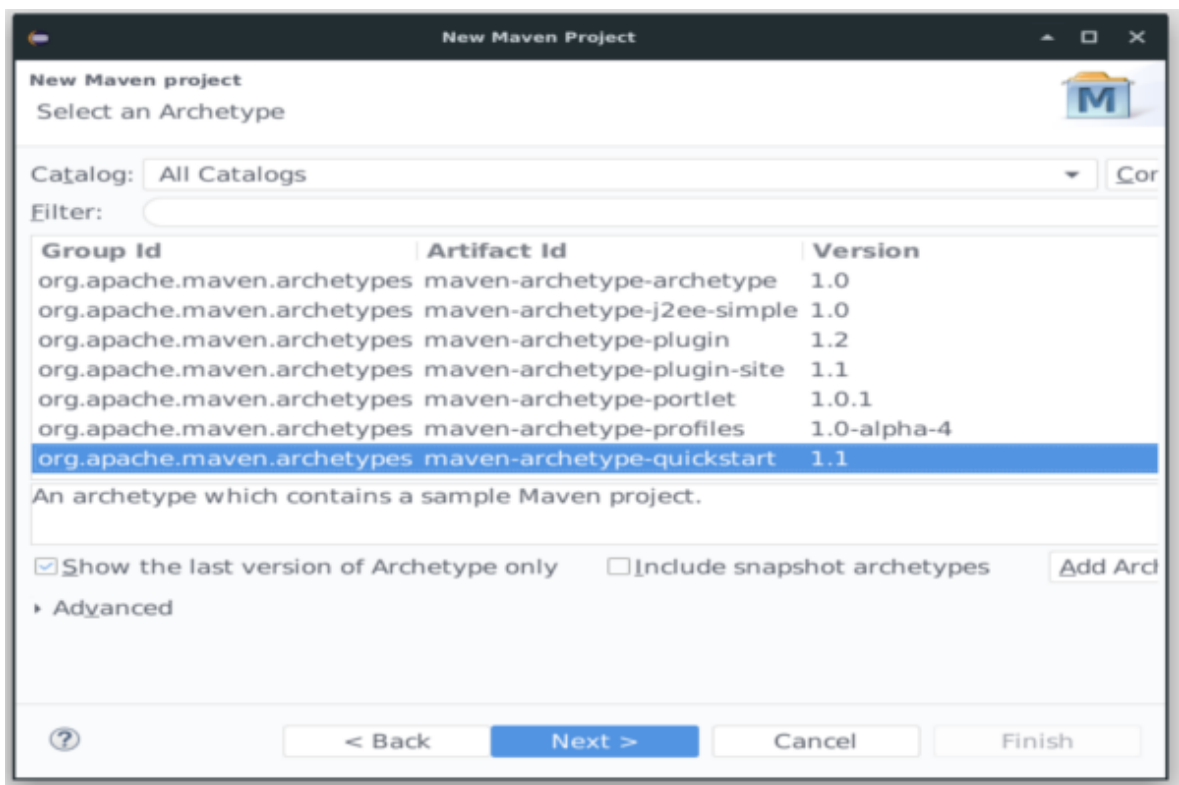 New Maven Project
New Maven project
Select an Archetype
M
Catalog: All Catalogs Cor
Filter:
Group Id Artifact Id Version
org.apache.maven.archetypes maven-archetype-archetype 1.0
org.apache.maven.archetypes maven-archetype-j2ee-simple 1.0
org.apache.maven.archetypes maven-archetype-plugin 1.2
org.apache.maven.archetypes maven-archetype-plugin-site 1.1
org.apache.maven.archetypes maven-archetype-portlet 1.0.1
org.apache.maven.archetypes maven-archetype-profiles 1.0-alpha-4
org.apache.maven.archetypes maven-archetype-quickstart 1.1
An archetype which contains a sample Maven project.
Show the last version of Archetype only Include snapshot archetypes Add Arch
Advanced
? < Back Next > Cancel Finish